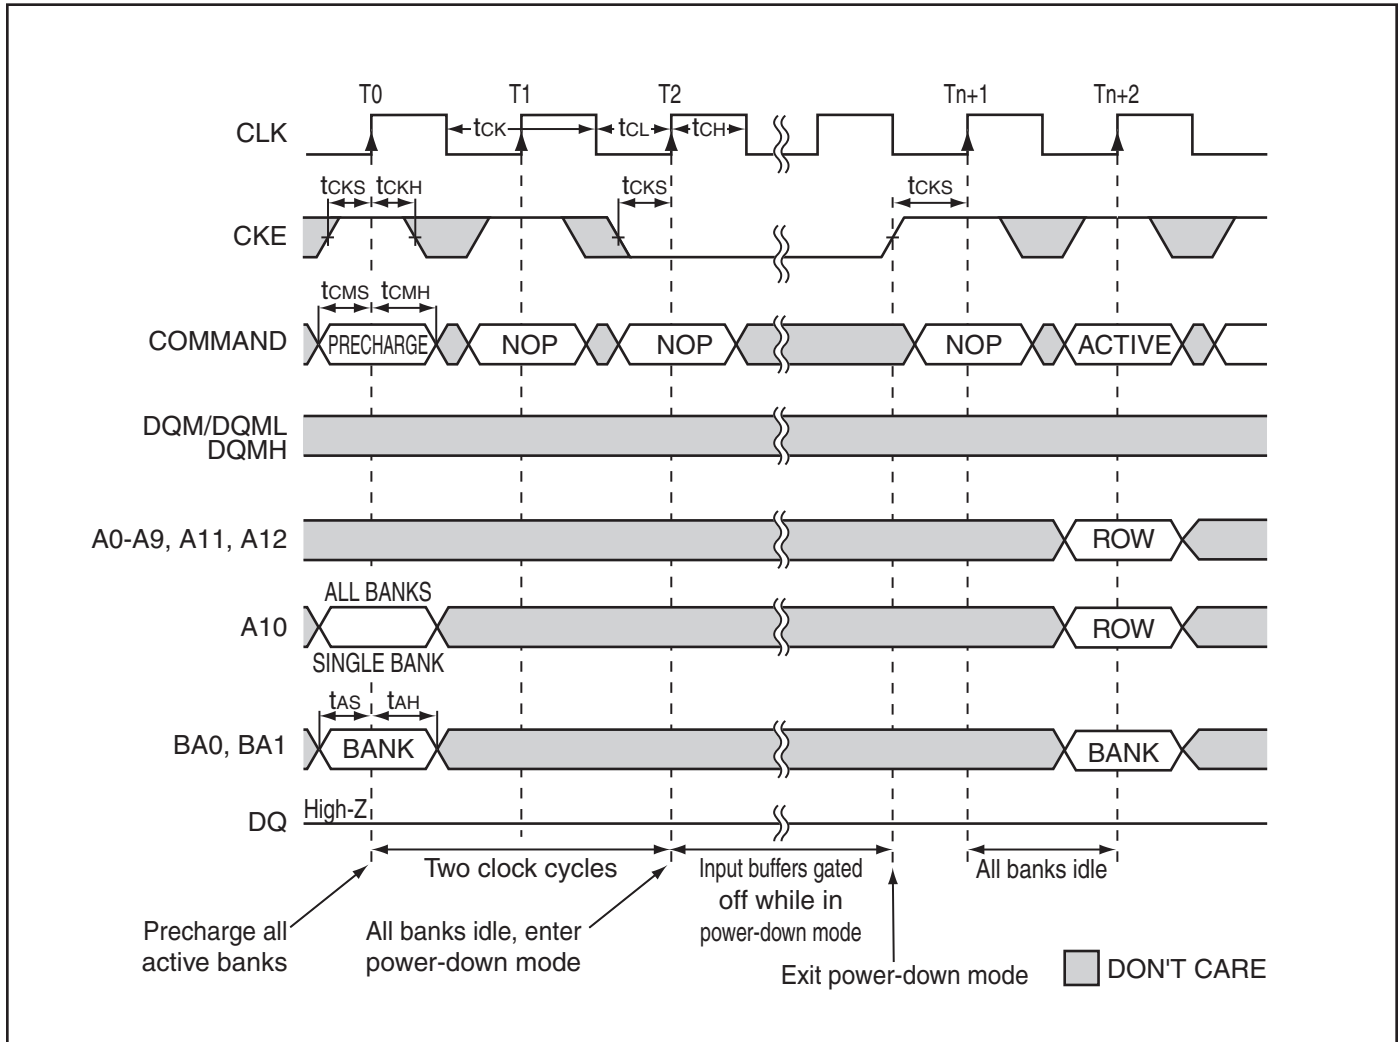 T0 T1 T2 Tn+1 Tn+2
CLK tCK tCL tCH
tCKS tCKH tCKS tCKS
CKE
tCMS tCMH
COMMAND PRECHARGE NOP NOP NOP ACTIVE
DQM/DQML
DQMH
A0-A9, A11, A12 ROW
ALL BANKS
A10 ROW
SINGLE BANK
tAS tAH
BA0, BA1 BANK BANK
High-Z
DQ
Two clock cycles
Input buffers gated
off while in
power-down mode
All banks idle
Precharge all
active banks
All banks idle, enter
power-down mode
Exit power-down mode
DON'T CARE